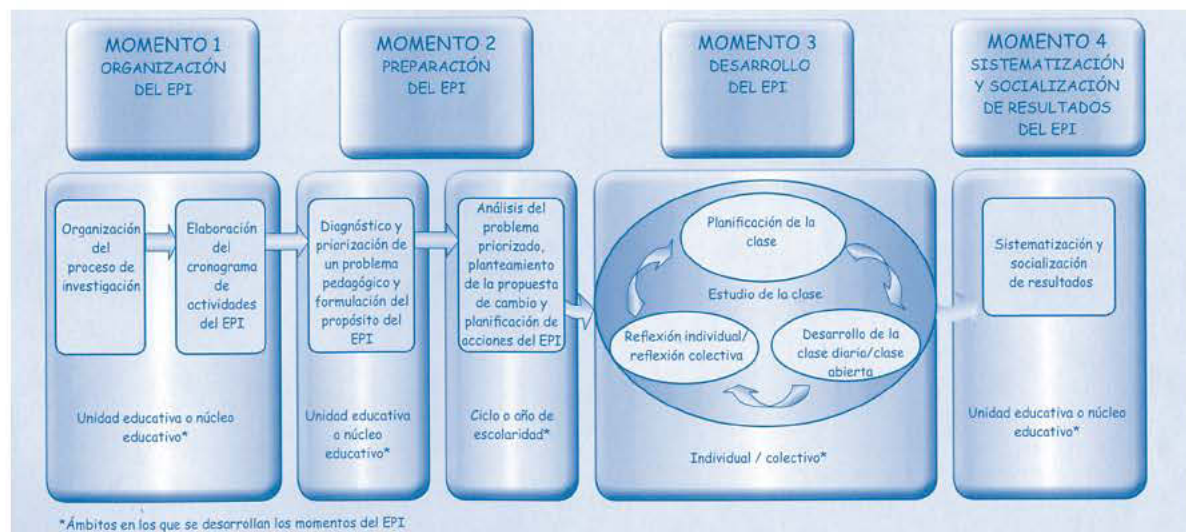 MOMENTO 1
ORGANIZACIÓN
DEL EPI
MOMENTO 2
PREPARACIÓN
DEL EPI
MOMENTO 3
DESARROLLO
DEL EPI
MOMENTO 4
SISTEMATIZACIÓN
Y SOCIALIZACIÓN
DE RESULTADOS
DEL EPI
Organización
del
proceso de
investigación
Elaboración
del
cronograma
de
actividades
del EPI
Unidad educativa o núcleo
educativo*
Diagnóstico y
priorización de
un problema
pedagógico y
formulación del
propósito del
EPI
Unidad educativa
o núcleo
educativo*
Análisis del
problema
priorizado,
planteamiento
de la propuesta
de cambio y
planificación de
acciones del EPI
Ciclo o año de
escolaridad*
Planificación de la
clase
Estudio de la clase
Reflexión individual/
reflexión colectiva
Desarrollo de la
clase diaria/clase
abierta
Individual / colectivo*
Sistematización y
socialización
de resultados
Unidad educativa o núcleo
educativo*
*Ámbitos en los que se desarrollan los momentos del EPI